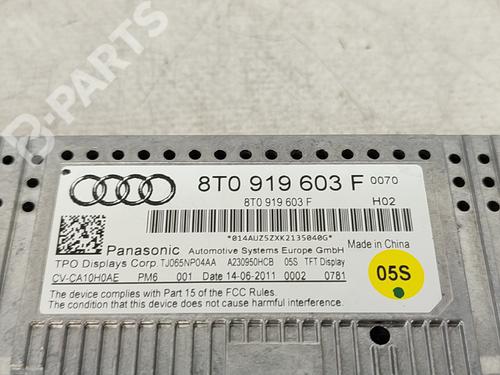 B-PARTS
8T0 919 603 F 0070
8T0 919 603 F H02
*014AUZSZXK2135040G*
Panasonic Automotive Systems Europe GmbH Made in China
TPO Displays Corp. TJ065NP04AA A230950HCB 05S TFT Display
CV-CA10H0AE PM6 001 Date 14-06-2011 0002 0781
05S
The device complies with Part 15 of the FCC Rules.
The condition that this device does not cause harmful interference.